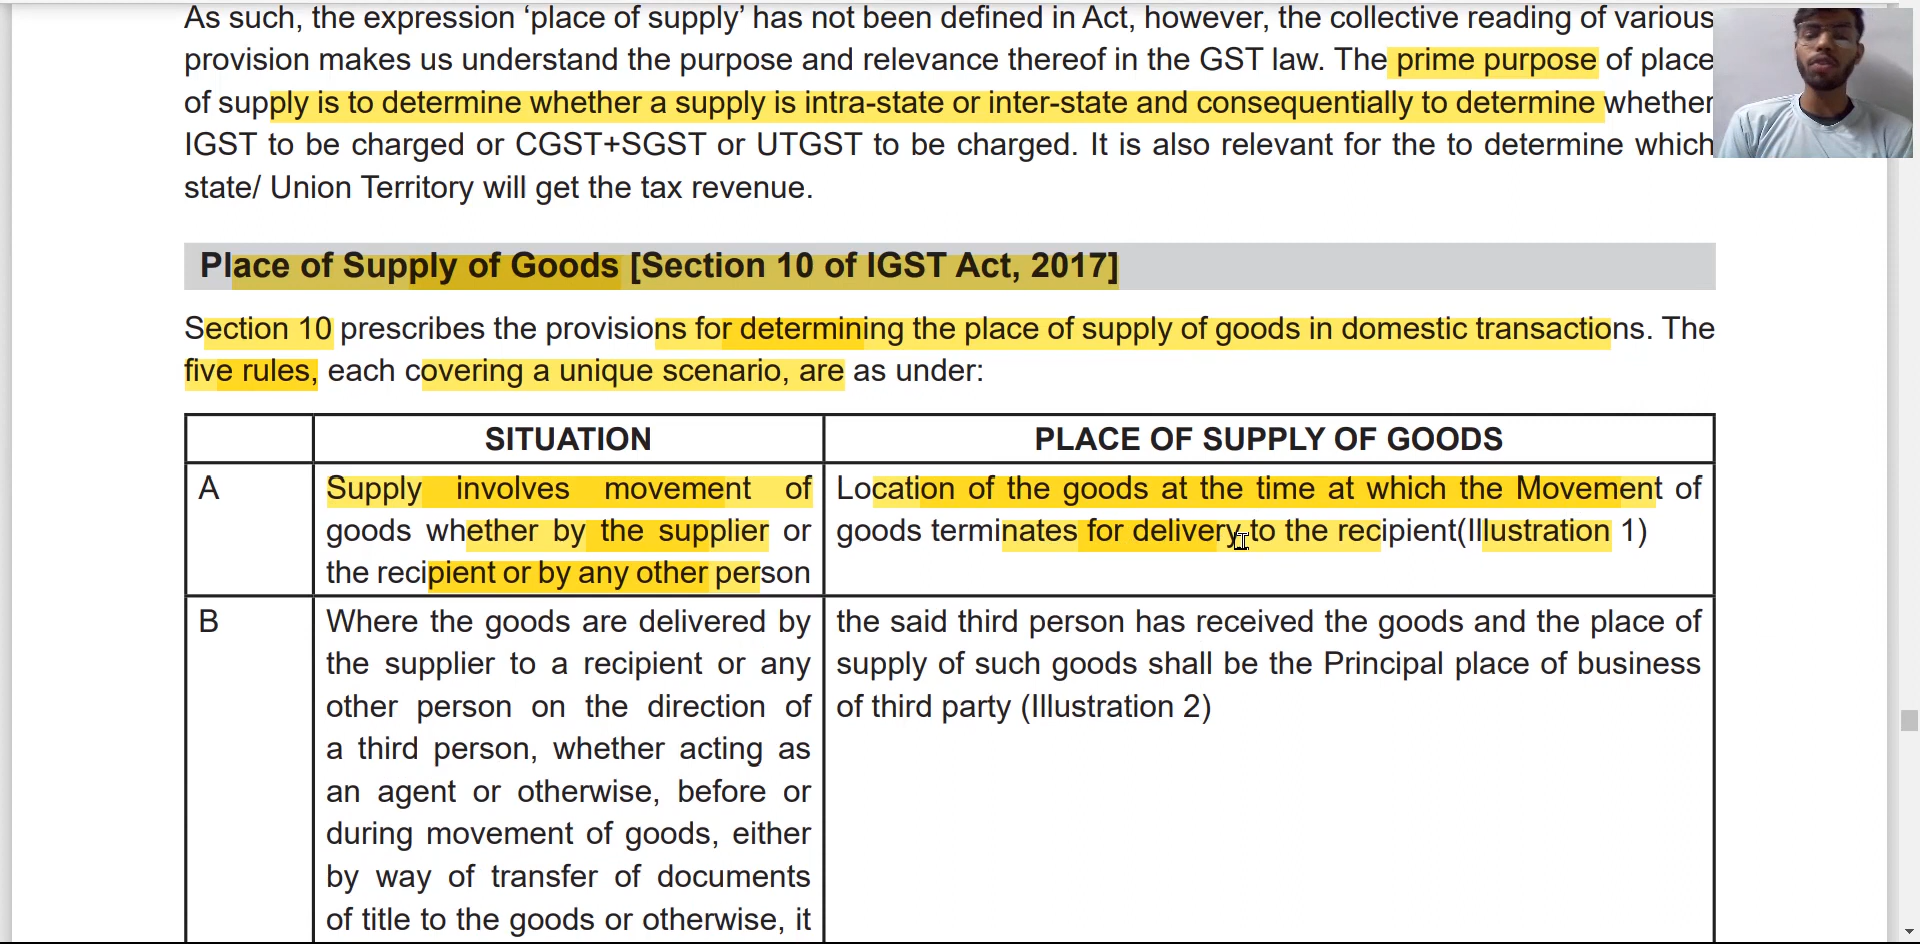 As such, the expression ‘place of supply’ has not been defined in Act, however, the collective reading of various
provision makes us understand the purpose and relevance thereof in the GST law. The prime purpose of place
of supply is to determine whether a supply is intra-state or inter-state and consequentially to determine whether
IGST to be charged or CGST+SGST or UTGST to be charged. It is also relevant for the to determine which
state/ Union Territory will get the tax revenue.
Place of Supply of Goods [Section 10 of IGST Act, 2017]
Section 10 prescribes the provisions for determining the place of supply of goods in domestic transactions. The
five rules, each covering a unique scenario, are as under:
SITUATION
PLACE OF SUPPLY OF GOODS
A
Supply involves movement of
goods whether by the supplier or
the recipient or by any other person
Location of the goods at the time at which the Movement of
goods terminates for delivery to the recipient(Illustration 1)
B
Where the goods are delivered by
the supplier to a recipient or any
other person on the direction of
a third person, whether acting as
an agent or otherwise, before or
during movement of goods, either
by way of transfer of documents
of title to the goods or otherwise, it
the said third person has received the goods and the place of
supply of such goods shall be the Principal place of business
of third party (Illustration 2)